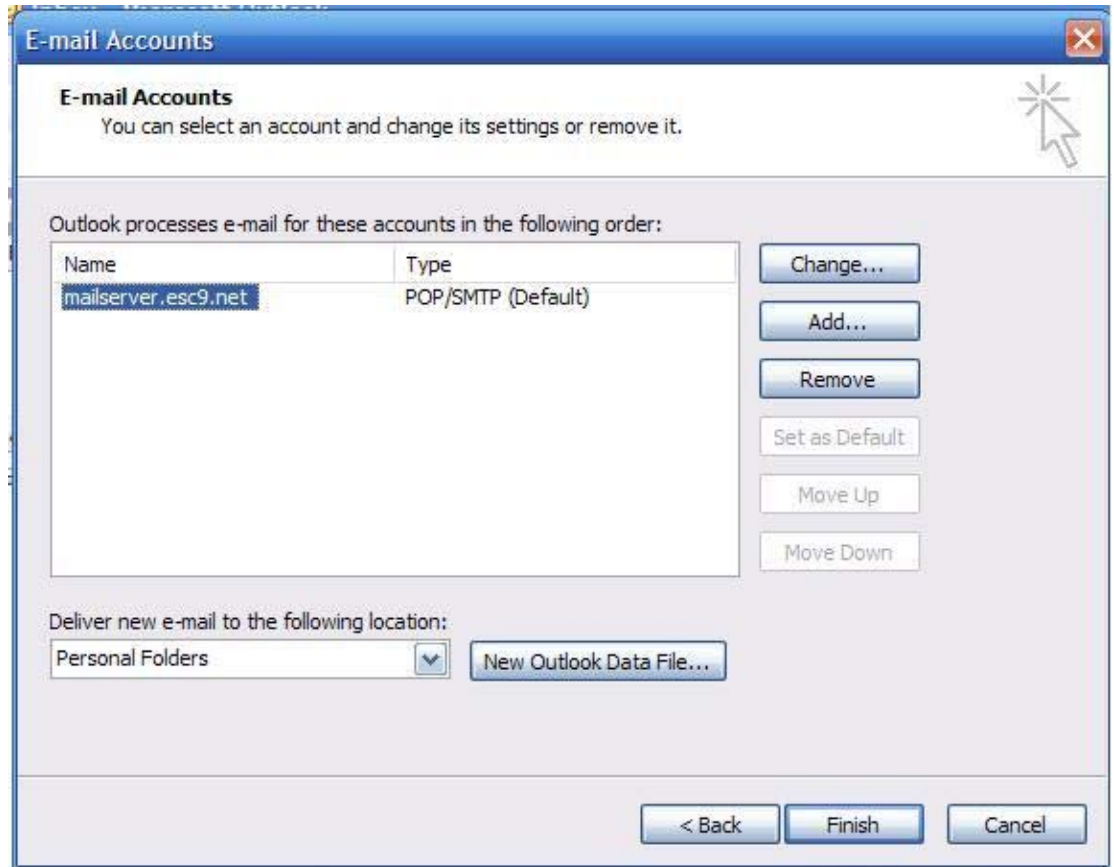 Inbox - Microsoft Outlook
E-mail Accounts
E-mail Accounts
You can select an account and change its settings or remove it.
Outlook processes e-mail for these accounts in the following order:
Name Type
mailserver.esc9.net POP/SMTP (Default)
Change...
Add...
Remove
Set as Default
Move Up
Move Down
Deliver new e-mail to the following location:
Personal Folders
New Outlook Data File...
< Back Finish Cancel